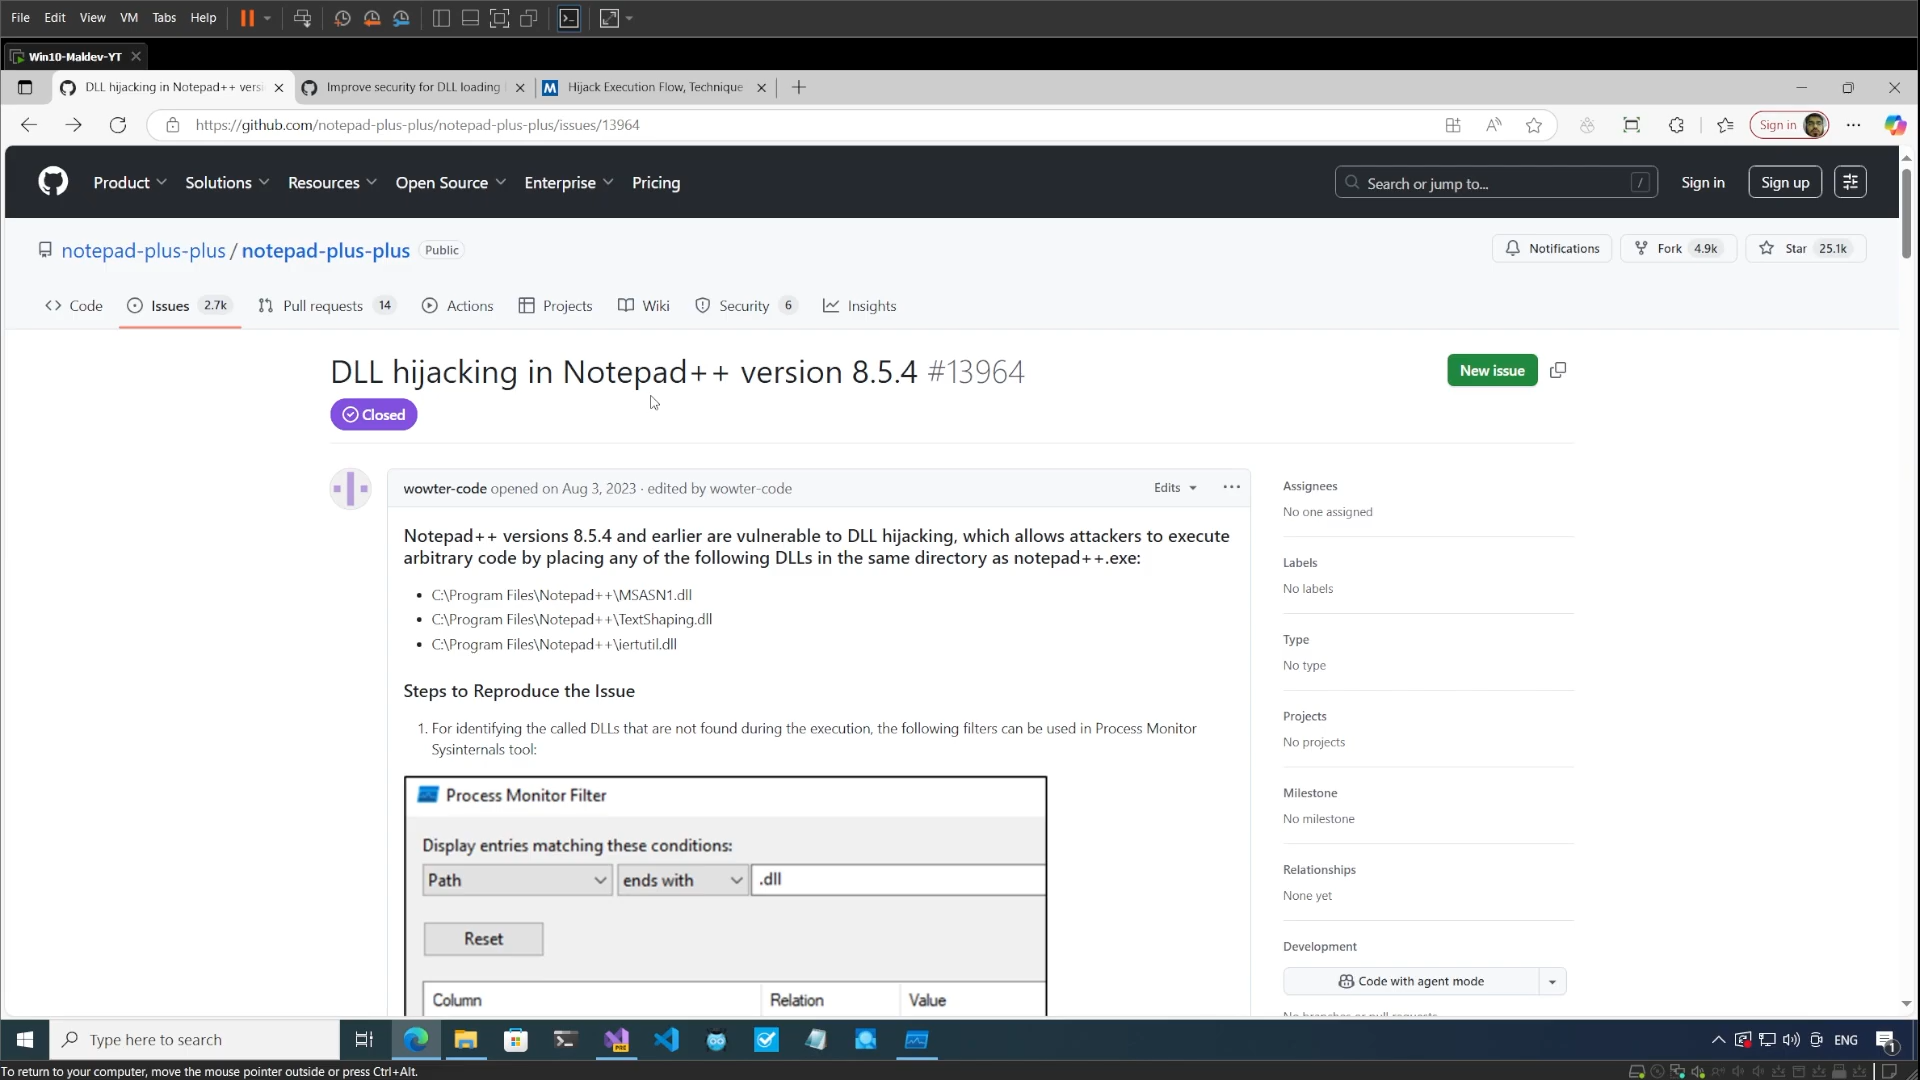 File Edit View VM Tabs Help
Win10-Maldev-YT
DLL hijacking in Notepad++ versi
Improve security for DLL loading
Hijack Execution Flow, Technique
https://github.com/notepad-plus-plus/notepad-plus-plus/issues/13964
Sign in
Product Solutions Resources Open Source Enterprise Pricing
Search or jump to... /
Sign in
Sign up
notepad-plus-plus / notepad-plus-plus Public
Notifications
Fork 4.9k
Star 25.1k
Code
Issues 2.7k
Pull requests 14
Actions
Projects
Wiki
Security 6
Insights
DLL hijacking in Notepad++ version 8.5.4 #13964
New issue
Closed
wowter-code opened on Aug 3, 2023 · edited by wowter-code
Edits
Notepad++ versions 8.5.4 and earlier are vulnerable to DLL hijacking, which allows attackers to execute
arbitrary code by placing any of the following DLLs in the same directory as notepad++.exe:
• C:\Program Files\Notepad++\MSASN1.dll
• C:\Program Files\Notepad++\TextShaping.dll
• C:\Program Files\Notepad++\iertutil.dll
Steps to Reproduce the Issue
1. For identifying the called DLLs that are not found during the execution, the following filters can be used in Process Monitor
Sysinternals tool:
Process Monitor Filter
Display entries matching these conditions:
Path
ends with
.dll
Reset
Column
Relation
Value
Assignees
No one assigned
Labels
No labels
Type
No type
Projects
No projects
Milestone
No milestone
Relationships
None yet
Development
Code with agent mode
No branches or pull requests
Type here to search
PRE
ENG
1
To return to your computer, move the mouse pointer outside or press Ctrl+Alt.